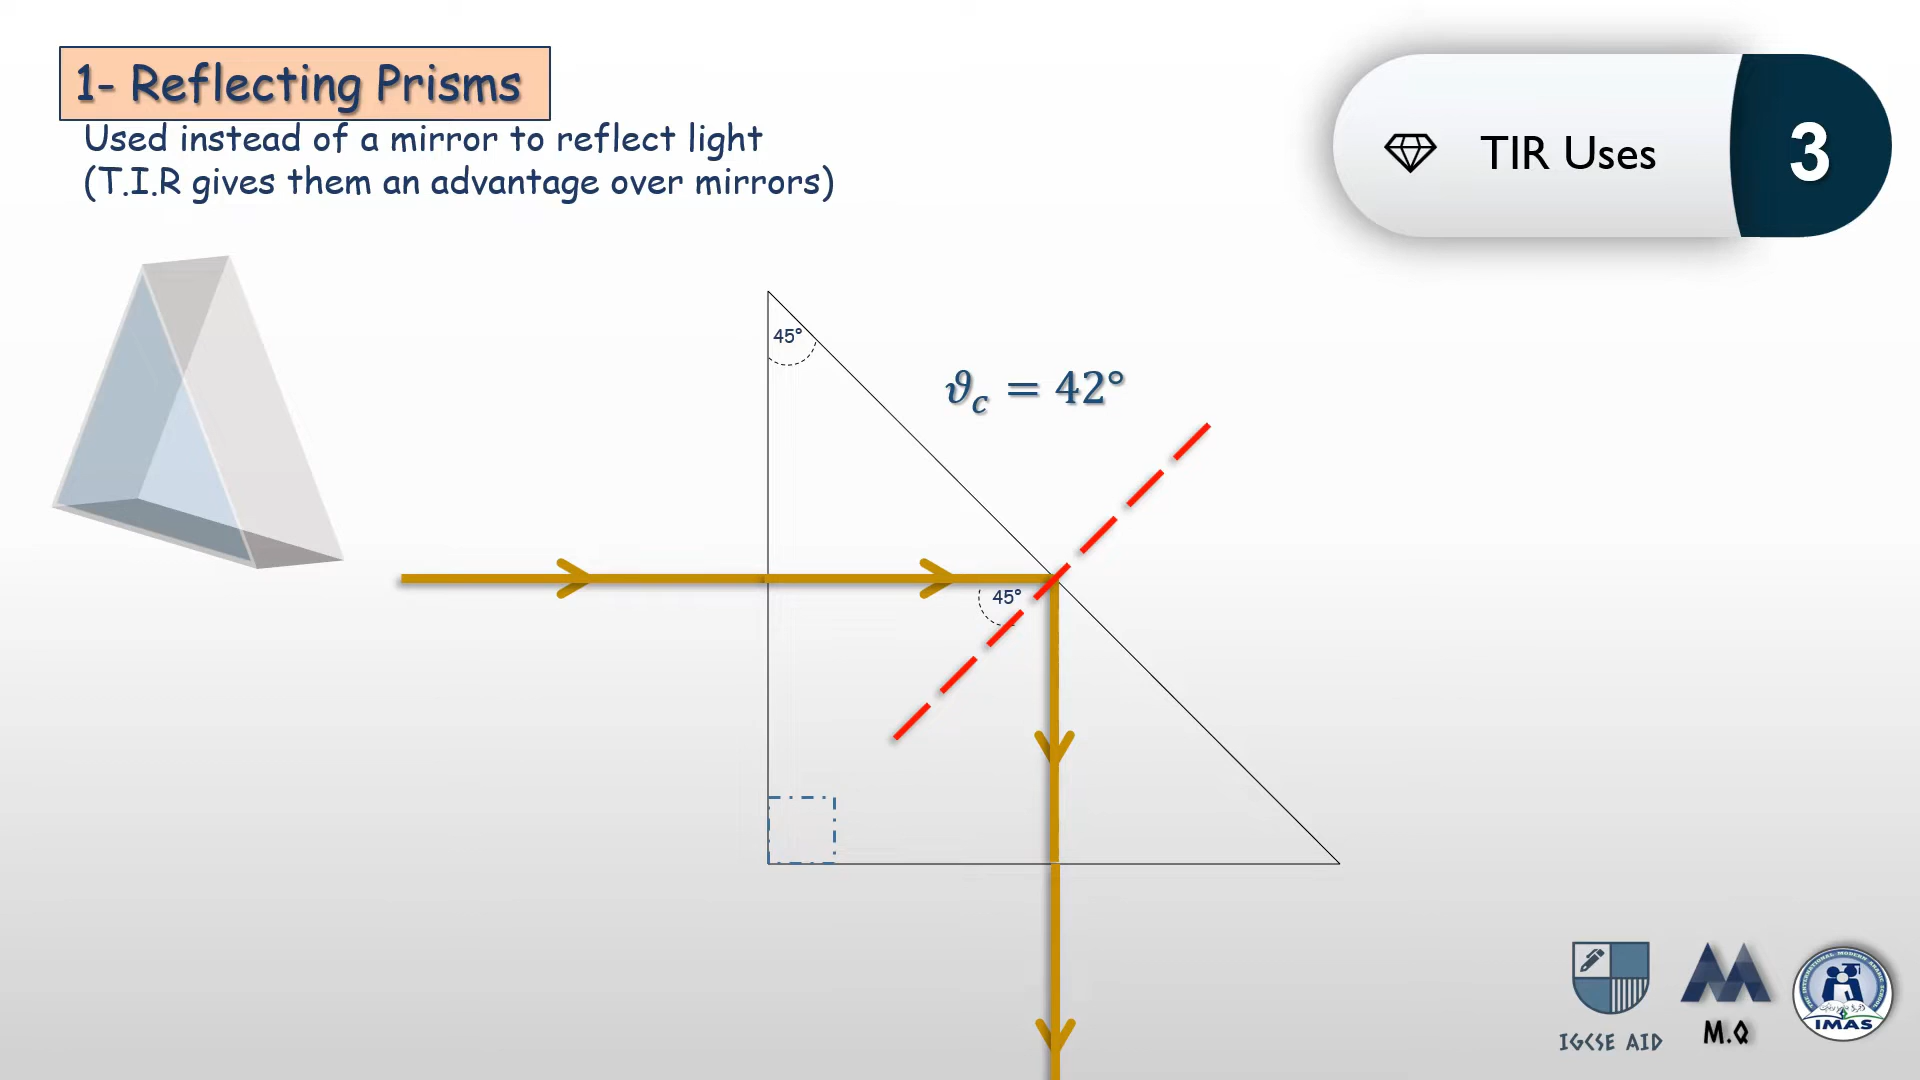 1- Reflecting Prisms
Used instead of a mirror to reflect light
(T.I.R gives them an advantage over mirrors)
TIR Uses
3
45°
𝜗c = 42°
45°
IGCSE AID
M.Q
IMAS